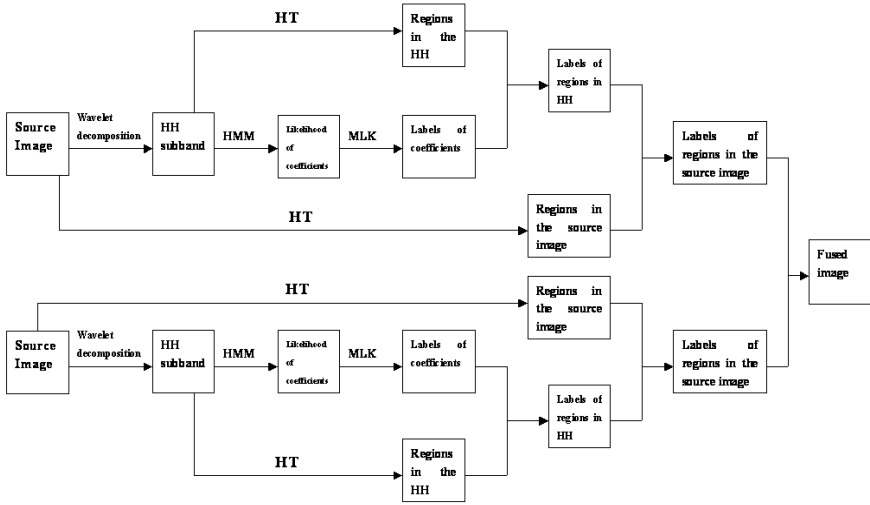 HT
Regions
in the
HH
Labels of
regions in
HH
Source
Image
Wavelet
decomposition
HH
subband
HMM
Likelihood
of
coefficients
MLK
Labels of
coefficients
Labels of
regions in the
source image
HT
Regions in
the source
image
Fused
image
HT
Regions in
the source
image
Source
Image
Wavelet
decomposition
HH
subband
HMM
Likelihood
of
coefficients
MLK
Labels of
coefficients
Labels of
regions in the
source image
Labels of
regions in
HH
HT
Regions
in the
HH